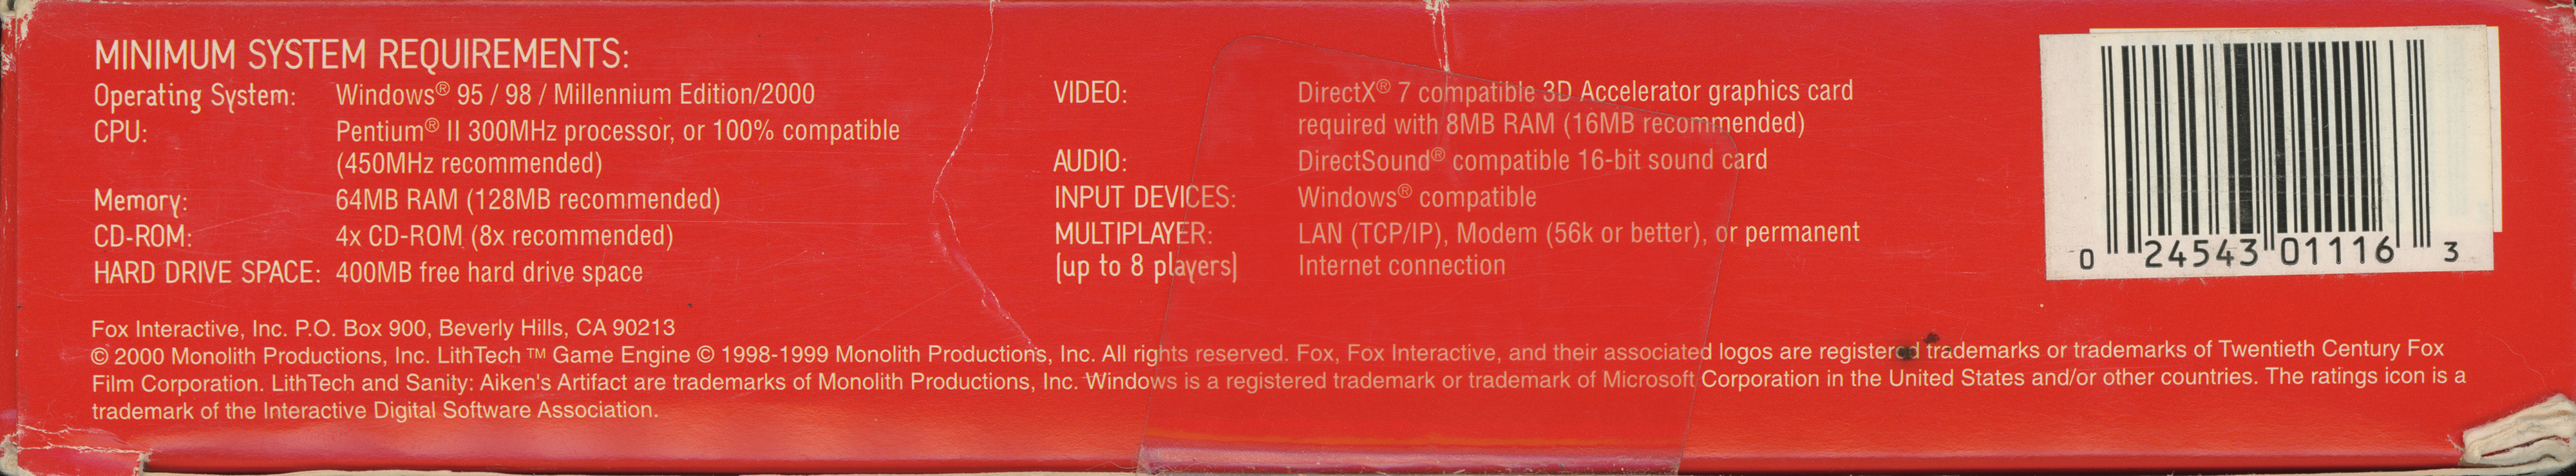 MINIMUM SYSTEM REQUIREMENTS:
Operating System: Windows® 95 / 98 / Millennium Edition/2000
CPU: Pentium® II 300MHz processor, or 100% compatible
(450MHz recommended)
Memory: 64MB RAM (128MB recommended)
CD-ROM: 4x CD-ROM (8x recommended)
HARD DRIVE SPACE: 400MB free hard drive space
VIDEO: DirectX® 7 compatible 3D Accelerator graphics card
required with 8MB RAM (16MB recommended)
AUDIO: DirectSound® compatible 16-bit sound card
INPUT DEVICES: Windows® compatible
MULTIPLAYER: LAN (TCP/IP), Modem (56k or better), or permanent
(up to 8 players) Internet connection
0 24543 01116 3
Fox Interactive, Inc. P.O. Box 900, Beverly Hills, CA 90213
© 2000 Monolith Productions, Inc. LithTech ™ Game Engine © 1998-1999 Monolith Productions, Inc. All rights reserved. Fox, Fox Interactive, and their associated logos are registered trademarks or trademarks of Twentieth Century Fox
Film Corporation. LithTech and Sanity: Aiken's Artifact are trademarks of Monolith Productions, Inc. Windows is a registered trademark or trademark of Microsoft Corporation in the United States and/or other countries. The ratings icon is a
trademark of the Interactive Digital Software Association.